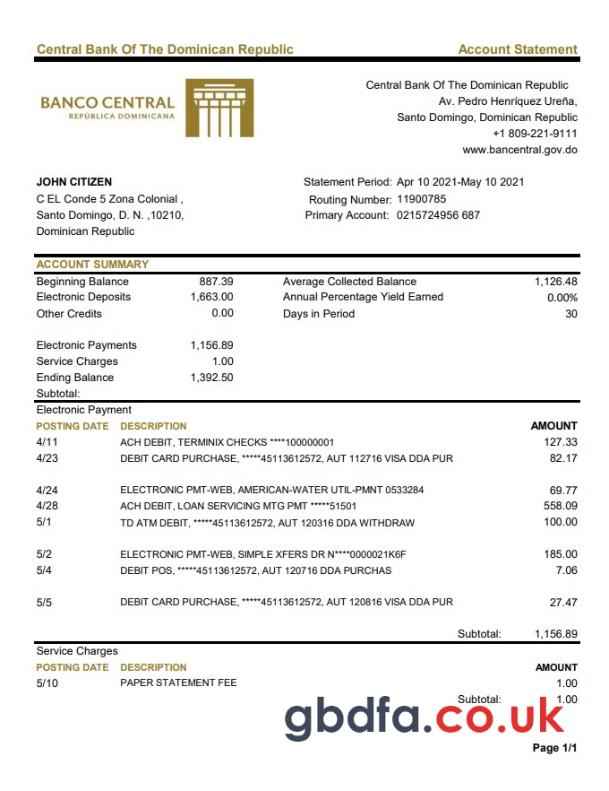 Central Bank Of The Dominican Republic Account Statement
BANCO CENTRAL
REPÚBLICA DOMINICANA
Central Bank Of The Dominican Republic
Av. Pedro Henríquez Ureña,
Santo Domingo, Dominican Republic
+1 809-221-9111
www.bancentral.gov.do
JOHN CITIZEN
C EL Conde 5 Zona Colonial ,
Santo Domingo, D. N. ,10210,
Dominican Republic
Statement Period: Apr 10 2021-May 10 2021
Routing Number: 11900785
Primary Account: 0215724956 687
ACCOUNT SUMMARY
Beginning Balance 887.39 Average Collected Balance 1,126.48
Electronic Deposits 1,663.00 Annual Percentage Yield Earned 0.00%
Other Credits 0.00 Days in Period 30
Electronic Payments 1,156.89
Service Charges 1.00
Ending Balance 1,392.50
Subtotal:
Electronic Payment
POSTING DATE DESCRIPTION AMOUNT
4/11 ACH DEBIT, TERMINIX CHECKS ****100000001 127.33
4/23 DEBIT CARD PURCHASE, *****45113612572, AUT 112716 VISA DDA PUR 82.17
4/24 ELECTRONIC PMT-WEB, AMERICAN-WATER UTIL-PMNT 0533284 69.77
4/28 ACH DEBIT, LOAN SERVICING MTG PMT *****51501 558.09
5/1 TD ATM DEBIT, *****45113612572, AUT 120316 DDA WITHDRAW 100.00
5/2 ELECTRONIC PMT-WEB, SIMPLE XFERS DR N****0000021K6F 185.00
5/4 DEBIT POS, *****45113612572, AUT 120716 DDA PURCHAS 7.06
5/5 DEBIT CARD PURCHASE, *****45113612572, AUT 120816 VISA DDA PUR 27.47
Subtotal: 1,156.89
Service Charges
POSTING DATE DESCRIPTION AMOUNT
5/10 PAPER STATEMENT FEE 1.00
Subtotal: 1.00
gbdfa.co.uk
Page 1/1